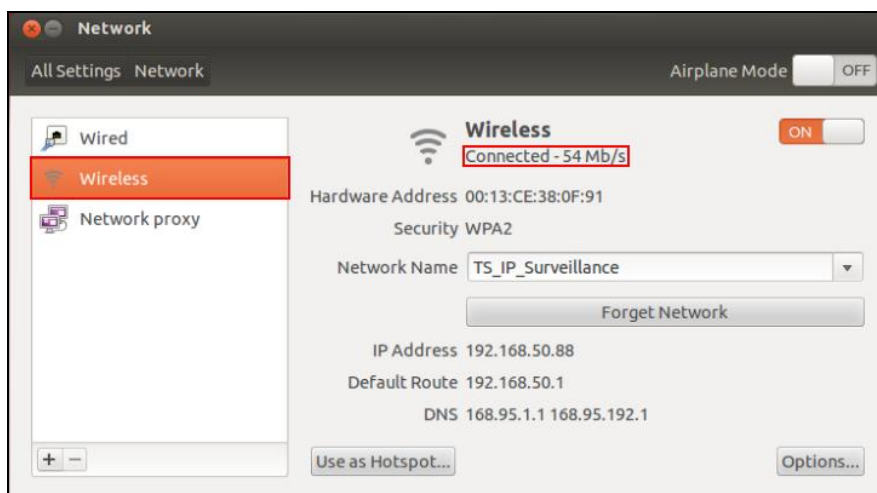 Network
All Settings Network
Airplane Mode OFF
Wired
Wireless
Network proxy
Wireless
Connected - 54 Mb/s
ON
Hardware Address 00:13:CE:38:0F:91
Security WPA2
Network Name TS_IP_Surveillance
Forget Network
IP Address 192.168.50.88
Default Route 192.168.50.1
DNS 168.95.1.1 168.95.192.1
+ −
Use as Hotspot...
Options...